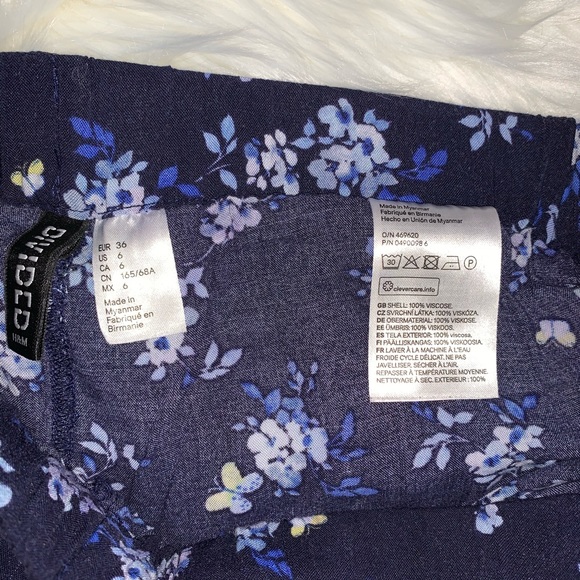 DIVIDED
H&M
EUR 36
US 6
CA 6
CN 165/68A
MX 6
Made in
Myanmar
Fabriqué en
Birmanie
Made in Myanmar
Fabriqué en Birmanie
Hecho en Unión de Myanmar
O/N 469620
P/N 0490098 6
30
P
clevercare.info
GB SHELL: 100% VISCOSE.
CZ SVRCHNÍ LÁTKA: 100% VISKÓZA.
DE OBERMATERIAL: 100% VISKOSE.
EE ÜMBRIS: 100% VISKOOS.
ES TELA EXTERIOR: 100% viscosa.
FI PÄÄLLISKANGAS: 100% VISKOOSIA.
FR LAVER À LA MACHINE À L'EAU
FROIDE CYCLE DÉLICAT. NE PAS
JAVELLISER. SÉCHER À L'AIR.
REPASSER À TEMPÉRATURE MOYENNE.
NETTOYAGE À SEC. EXTERIEUR : 100%